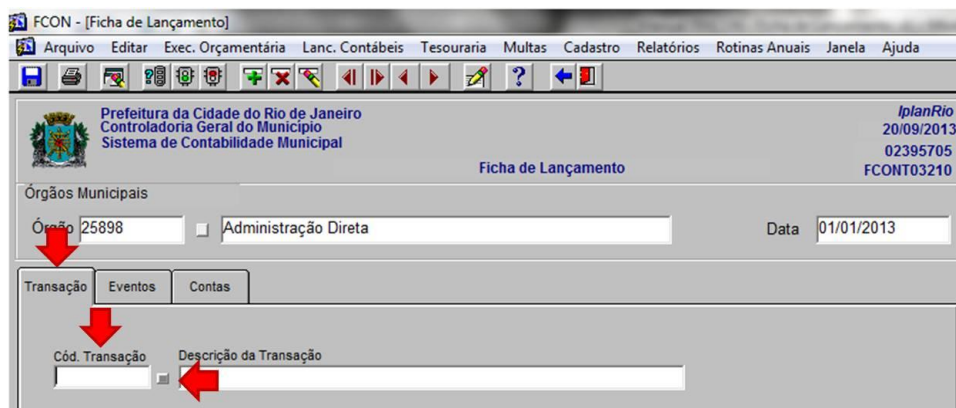 FCON - [Ficha de Lançamento]
Arquivo Editar Exec. Orçamentária Lanc. Contábeis Tesouraria Multas Cadastro Relatórios Rotinas Anuais Janela Ajuda
Prefeitura da Cidade do Rio de Janeiro
Controladoria Geral do Município
Sistema de Contabilidade Municipal
IplanRio
20/09/2013
02395705
Ficha de Lançamento FCONT03210
Órgãos Municipais
Órgão 25898 Administração Direta Data 01/01/2013
Transação Eventos Contas
Cód. Transação Descrição da Transação